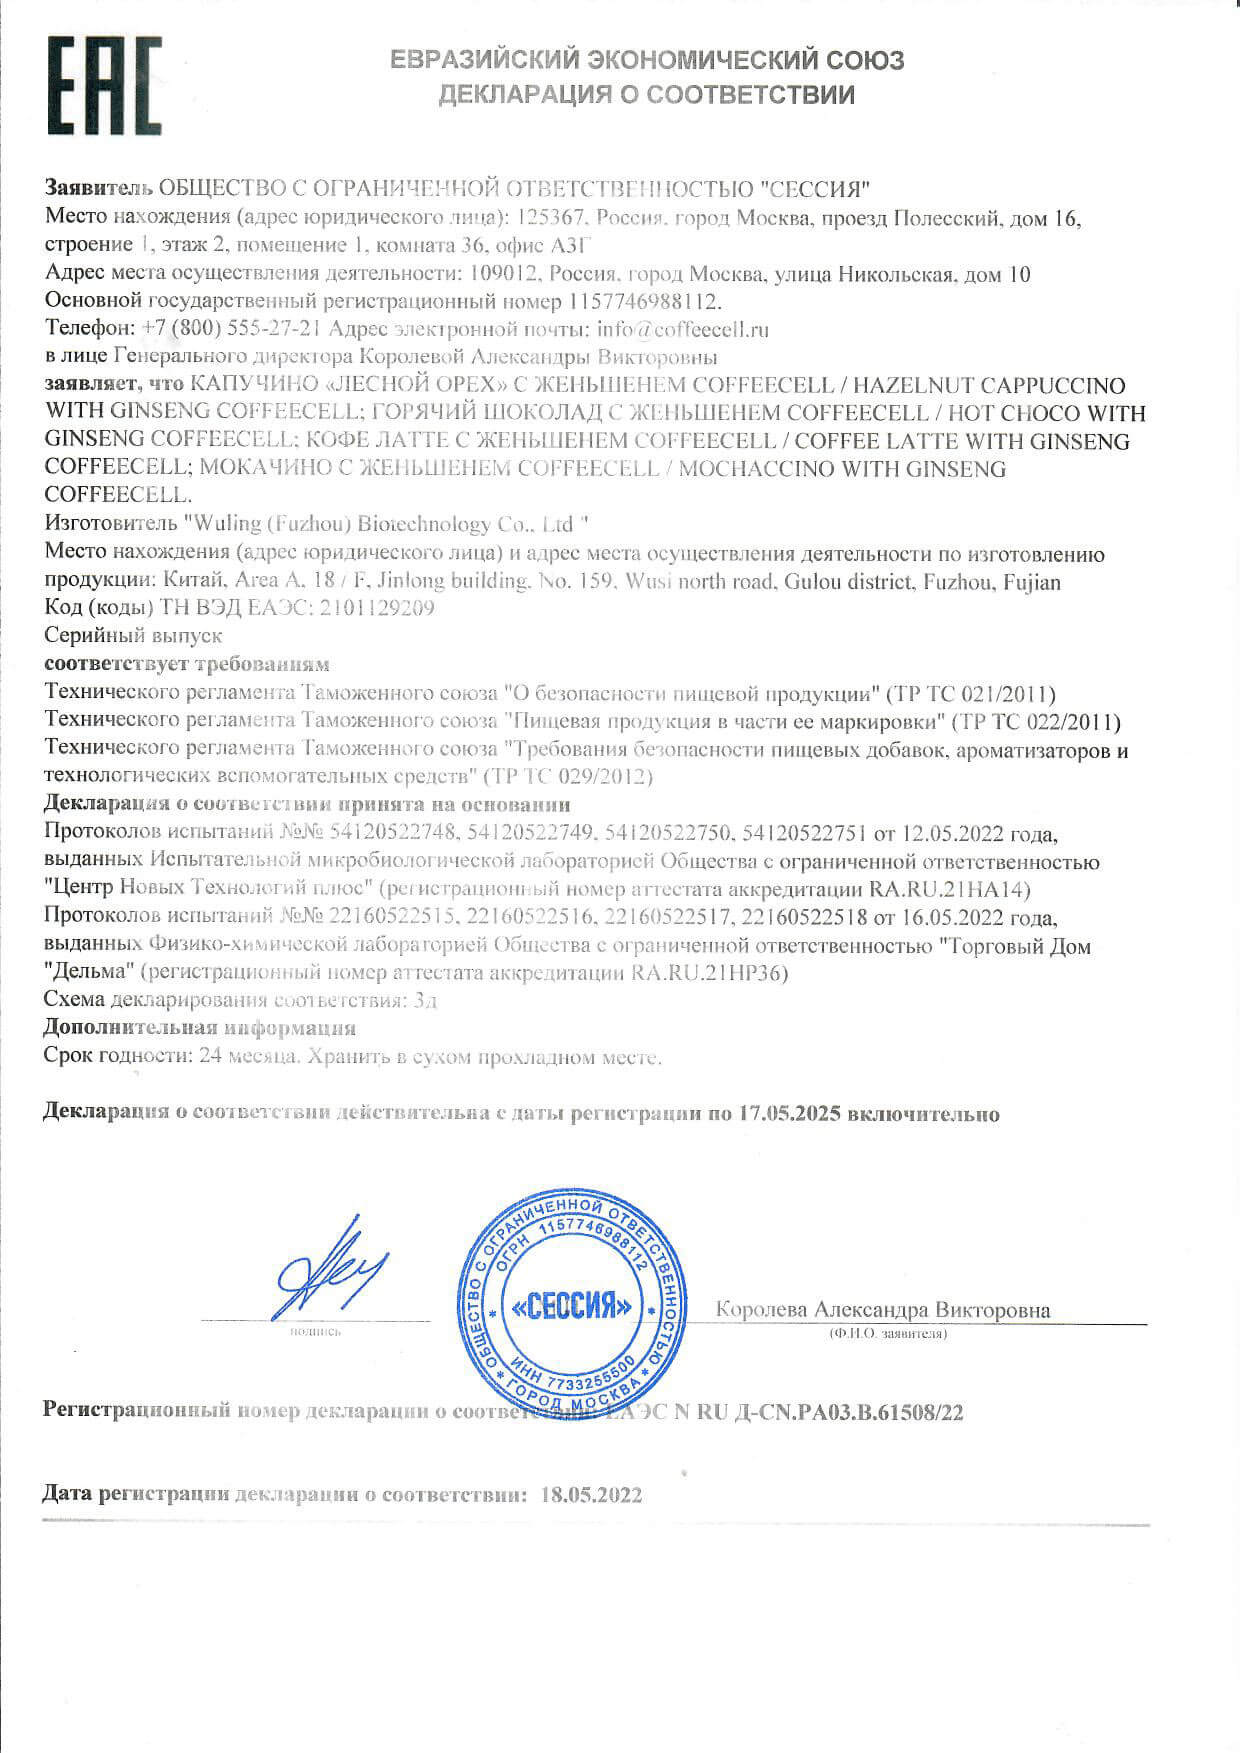 EAC
ЕВРАЗИЙСКИЙ ЭКОНОМИЧЕСКИЙ СОЮЗ
ДЕКЛАРАЦИЯ О СООТВЕТСТВИИ
Заявитель ОБЩЕСТВО С ОГРАНИЧЕННОЙ ОТВЕТСТВЕННОСТЬЮ "СЕССИЯ"
Место нахождения (адрес юридического лица): 125367, Россия, город Москва, проезд Полесский, дом 16,
строение 1, этаж 2, помещение 1, комната 36, офис А3Г
Адрес места осуществления деятельности: 109012, Россия, город Москва, улица Никольская, дом 10
Основной государственный регистрационный номер 1157746988112.
Телефон: +7 (800) 555-27-21 Адрес электронной почты: info@coffeecell.ru
в лице Генерального директора Королевой Александры Викторовны
заявляет, что КАПУЧИНО «ЛЕСНОЙ ОРЕХ» С ЖЕНЬШЕНЕМ COFFEECELL / HAZELNUT CAPPUCCINO
WITH GINSENG COFFEECELL; ГОРЯЧИЙ ШОКОЛАД С ЖЕНЬШЕНЕМ COFFEECELL / HOT CHOCO WITH
GINSENG COFFEECELL; КОФЕ ЛАТТЕ С ЖЕНЬШЕНЕМ COFFEECELL / COFFEE LATTE WITH GINSENG
COFFEECELL; МОКАЧИНО С ЖЕНЬШЕНЕМ COFFEECELL / MOCHACCINO WITH GINSENG
COFFEECELL.
Изготовитель "Wuling (Fuzhou) Biotechnology Co., Ltd "
Место нахождения (адрес юридического лица) и адрес места осуществления деятельности по изготовлению
продукции: Китай, Area A, 18 / F, Jinlong building, No. 159, Wusi north road, Gulou district, Fuzhou, Fujian
Код (коды) ТН ВЭД ЕАЭС: 2101129209
Серийный выпуск
соответствует требованиям
Технического регламента Таможенного союза "О безопасности пищевой продукции" (ТР ТС 021/2011)
Технического регламента Таможенного союза "Пищевая продукция в части ее маркировки" (ТР ТС 022/2011)
Технического регламента Таможенного союза "Требования безопасности пищевых добавок, ароматизаторов и
технологических вспомогательных средств" (ТР ТС 029/2012)
Декларация о соответствии принята на основании
Протоколов испытаний №№ 54120522748, 54120522749, 54120522750, 54120522751 от 12.05.2022 года,
выданных Испытательной микробиологической лабораторией Общества с ограниченной ответственностью
"Центр Новых Технологий плюс" (регистрационный номер аттестата аккредитации RA.RU.21НА14)
Протоколов испытаний №№ 22160522515, 22160522516, 22160522517, 22160522518 от 16.05.2022 года,
выданных Физико-химической лабораторией Общества с ограниченной ответственностью "Торговый Дом
"Дельма" (регистрационный номер аттестата аккредитации RA.RU.21НР36)
Схема декларирования соответствия: 3д
Дополнительная информация
Срок годности: 24 месяца. Хранить в сухом прохладном месте.
Декларация о соответствии действительна с даты регистрации по 17.05.2025 включительно
ОБЩЕСТВО С ОГРАНИЧЕННОЙ ОТВЕТСТВЕННОСТЬЮ
ОГРН 1157746988112
«СЕССИЯ»
ИНН 7733255500
* ГОРОД МОСКВА *
Королева Александра Викторовна
подпись
(Ф.И.О. заявителя)
Регистрационный номер декларации о соответствии: ЕАЭС N RU Д-CN.РА03.В.61508/22
Дата регистрации декларации о соответствии: 18.05.2022